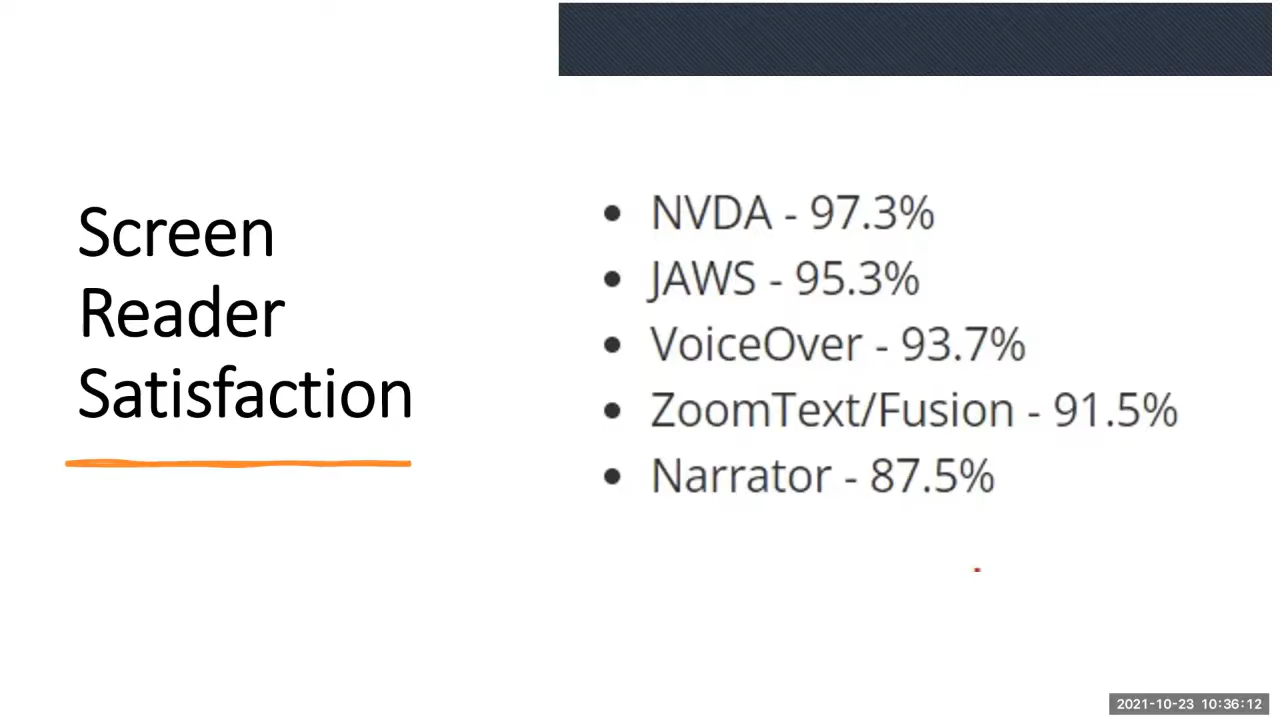 Screen
Reader
Satisfaction
• NVDA - 97.3%
• JAWS - 95.3%
• VoiceOver - 93.7%
• ZoomText/Fusion - 91.5%
• Narrator - 87.5%
2021-10-23 10:36:12